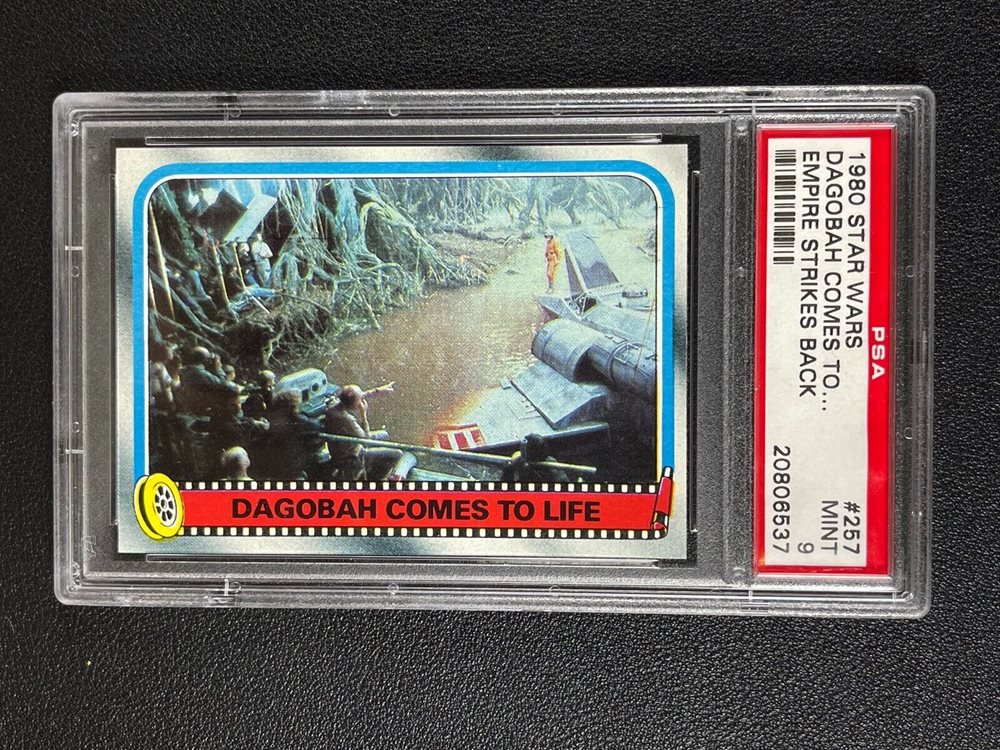 DAGOBAH COMES TO LIFE
PSA
1980 STAR WARS #257
DAGOBAH COMES TO... MINT
EMPIRE STRIKES BACK 9
20806537